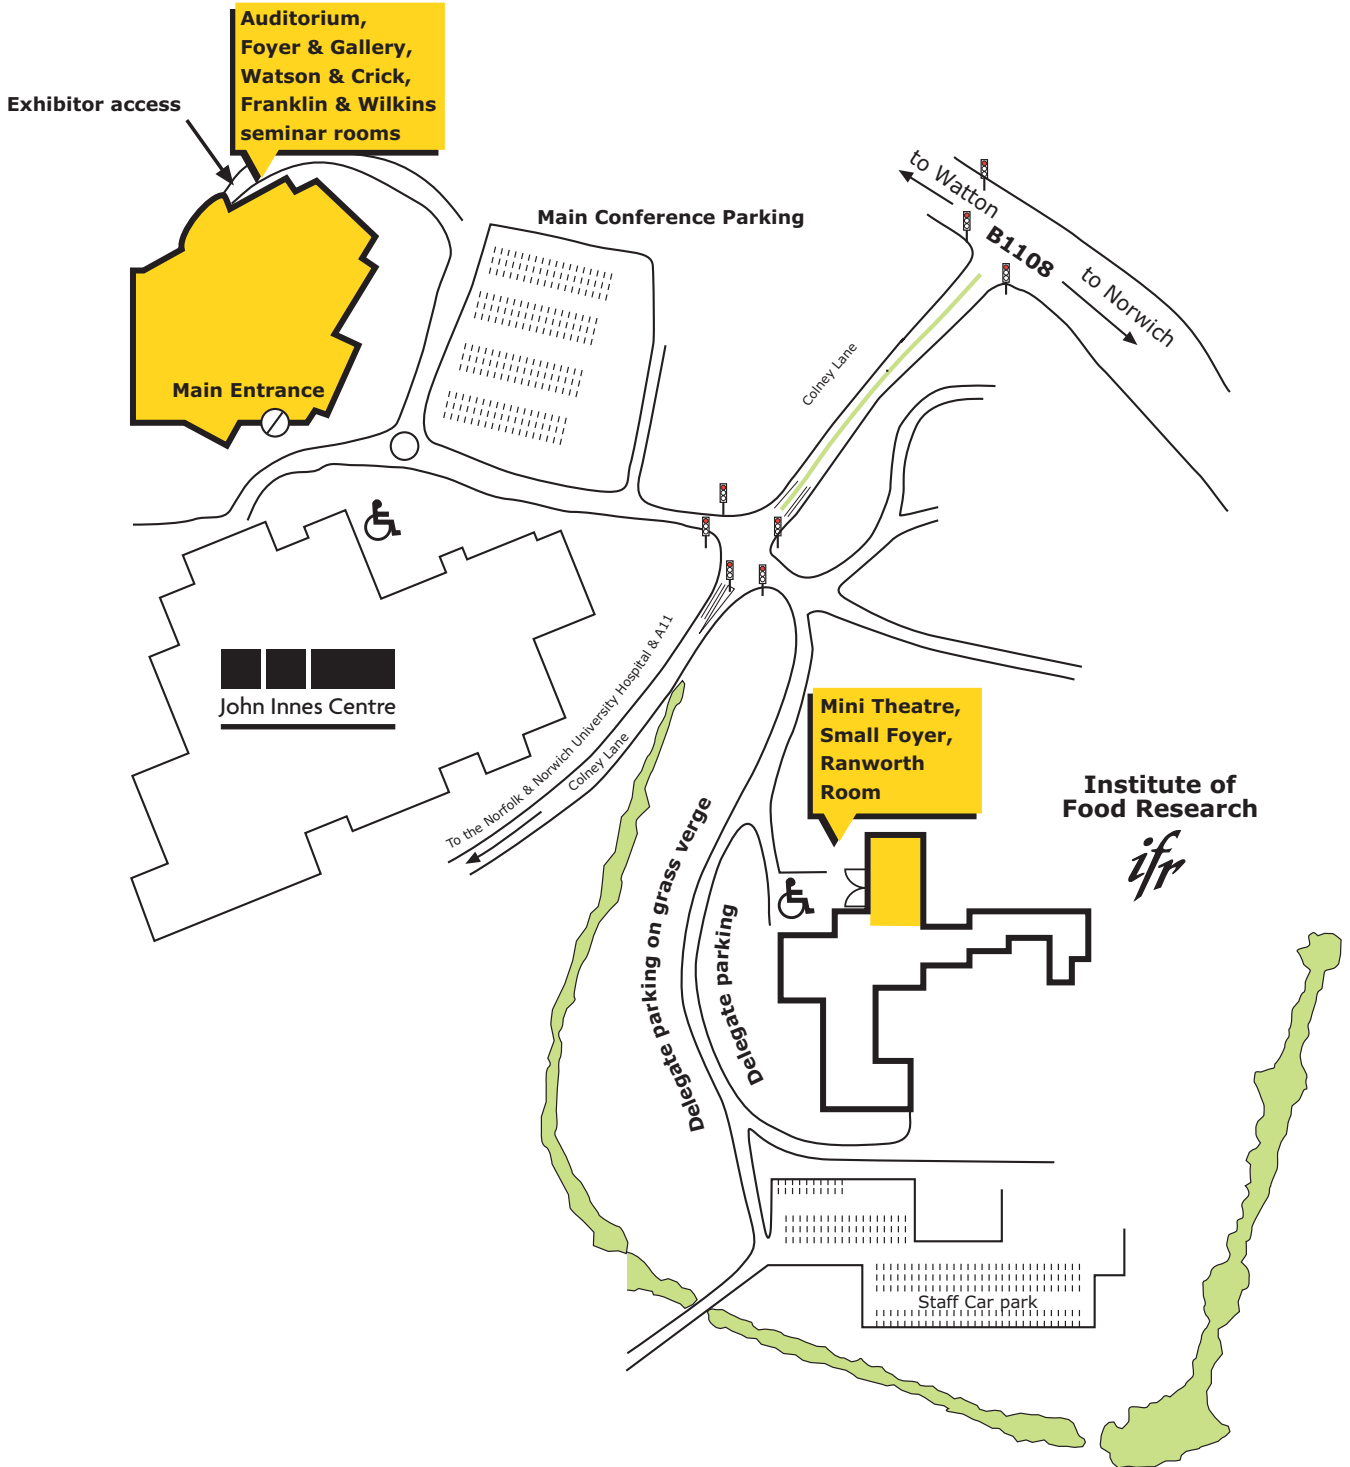 Auditorium,
Foyer & Gallery,
Watson & Crick,
Franklin & Wilkins
seminar rooms
Exhibitor access
Main Conference Parking
to Watton
B1108
to Norwich
Colney Lane
Main Entrance
John Innes Centre
To the Norfolk & Norwich University Hospital & A11
Colney Lane
Mini Theatre,
Small Foyer,
Ranworth
Room
Institute of
Food Research
ifr
Delegate parking on grass verge
Delegate parking
Staff Car park